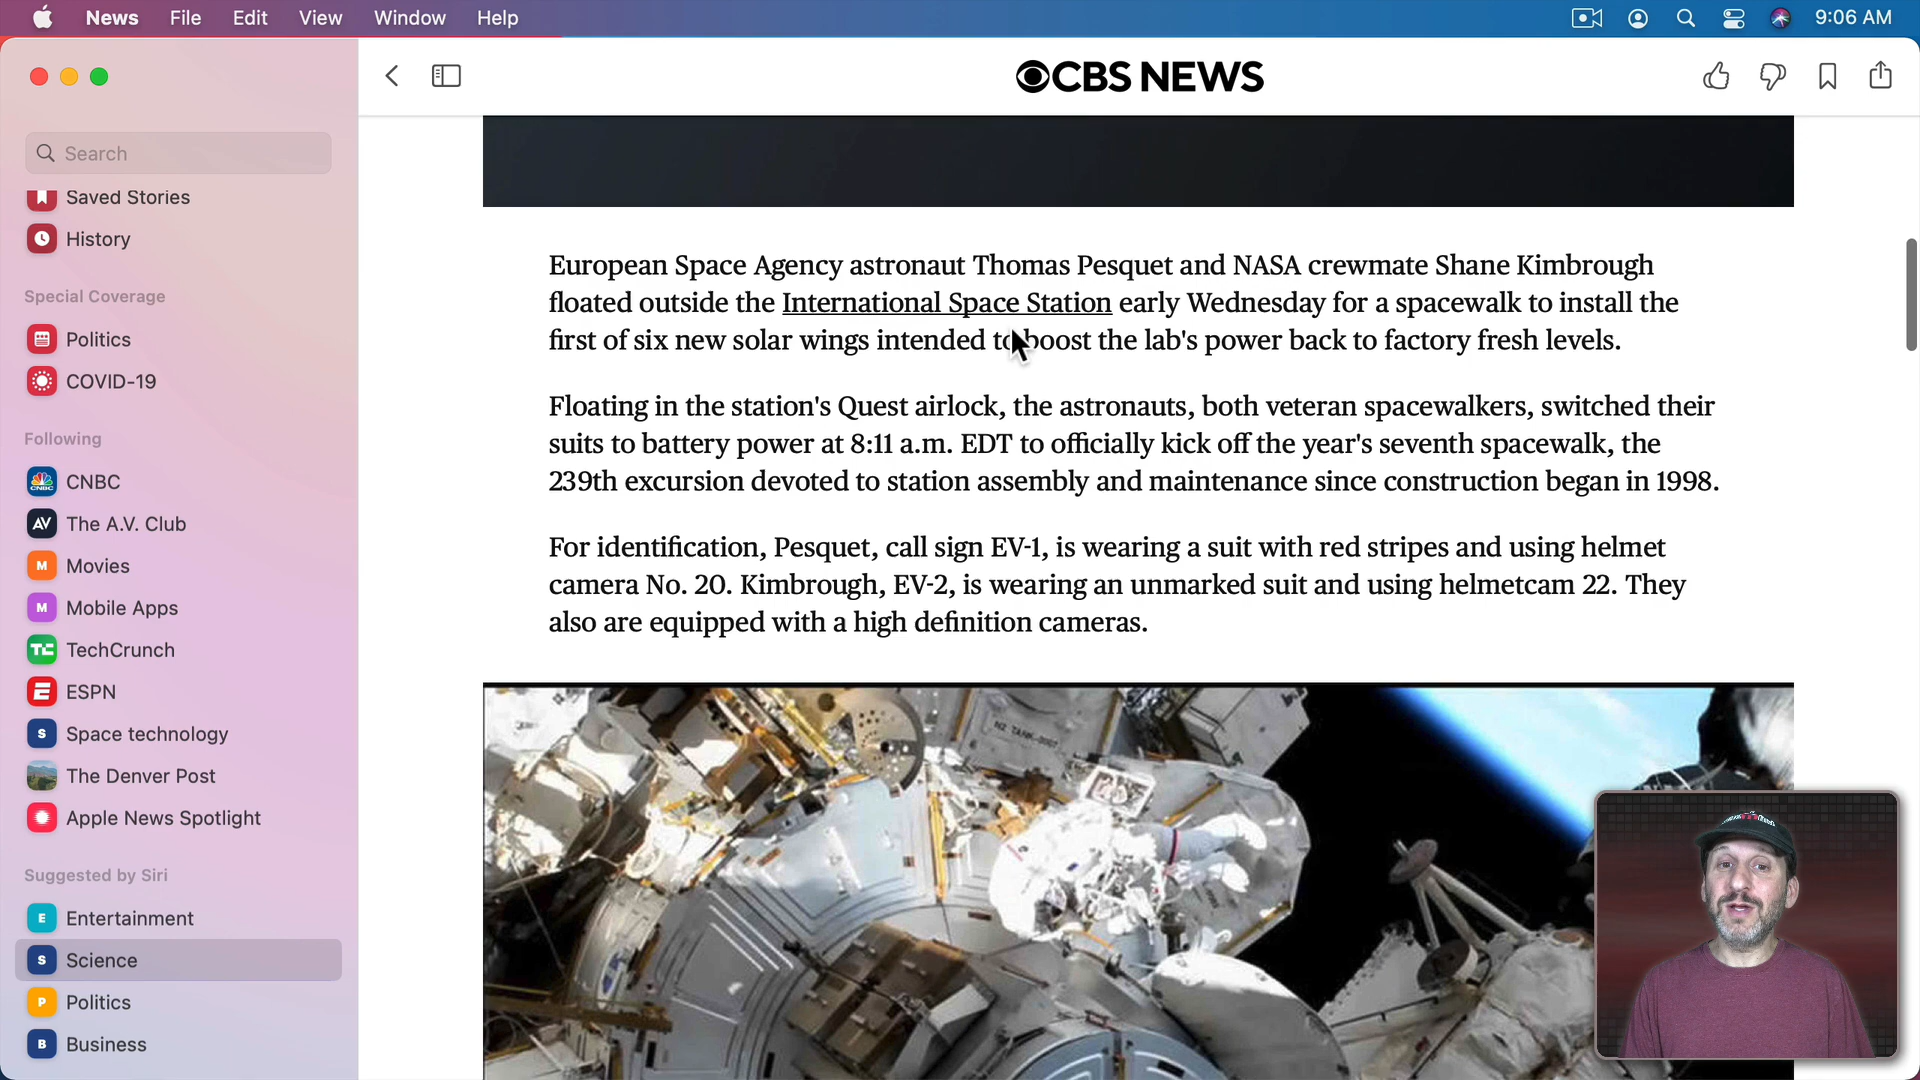 News File Edit View Window Help 9:06 AM
CBS NEWS
Search
Saved Stories
History
Special Coverage
Politics
COVID-19
Following
CNBC
CNBC
AV The A.V. Club
M Movies
M Mobile Apps
TC TechCrunch
E ESPN
S Space technology
The Denver Post
Apple News Spotlight
Suggested by Siri
E Entertainment
S Science
P Politics
B Business
European Space Agency astronaut Thomas Pesquet and NASA crewmate Shane Kimbrough
floated outside the International Space Station early Wednesday for a spacewalk to install the
first of six new solar wings intended to boost the lab's power back to factory fresh levels.
Floating in the station's Quest airlock, the astronauts, both veteran spacewalkers, switched their
suits to battery power at 8:11 a.m. EDT to officially kick off the year's seventh spacewalk, the
239th excursion devoted to station assembly and maintenance since construction began in 1998.
For identification, Pesquet, call sign EV-1, is wearing a suit with red stripes and using helmet
camera No. 20. Kimbrough, EV-2, is wearing an unmarked suit and using helmetcam 22. They
also are equipped with a high definition cameras.